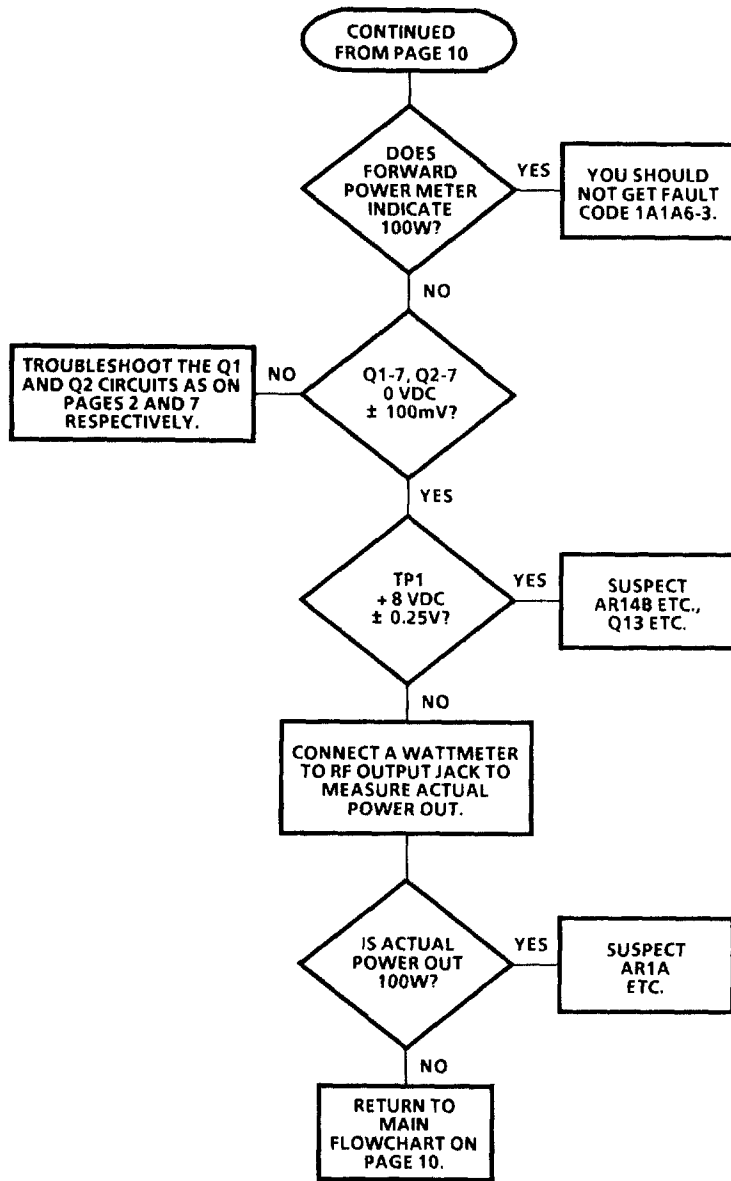 CONTINUED
FROM PAGE 10
DOES
FORWARD
POWER METER
INDICATE
100W?
YES
YOU SHOULD
NOT GET FAULT
CODE 1A1A6-3.
NO
Q1-7, Q2-7
0 VDC
± 100mV?
NO
TROUBLESHOOT THE Q1
AND Q2 CIRCUITS AS ON
PAGES 2 AND 7
RESPECTIVELY.
YES
TP1
+ 8 VDC
± 0.25V?
YES
SUSPECT
AR14B ETC.,
Q13 ETC.
NO
CONNECT A WATTMETER
TO RF OUTPUT JACK TO
MEASURE ACTUAL
POWER OUT.
IS ACTUAL
POWER OUT
100W?
YES
SUSPECT
AR1A
ETC.
NO
RETURN TO
MAIN
FLOWCHART ON
PAGE 10.